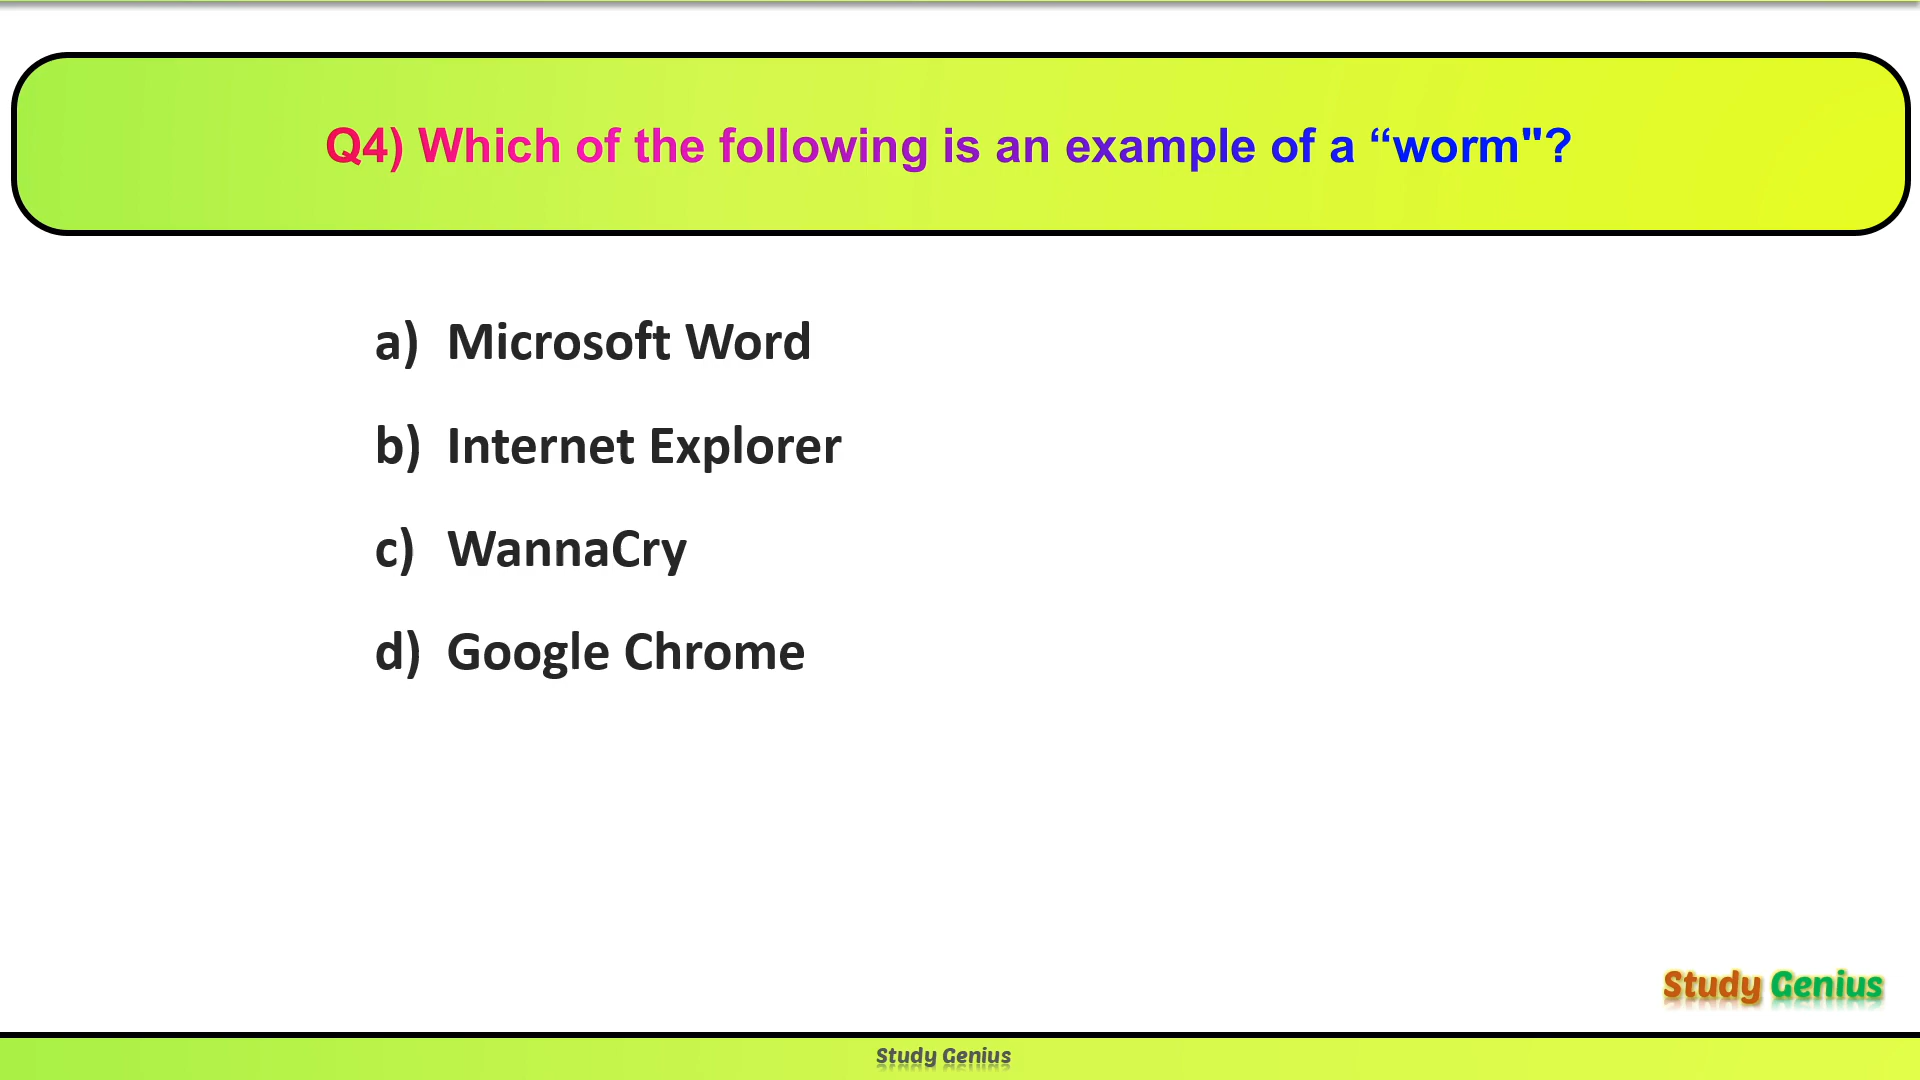 Q4) Which of the following is an example of a “worm"?
a) Microsoft Word
b) Internet Explorer
c) WannaCry
d) Google Chrome
Study Genius
Study Genius